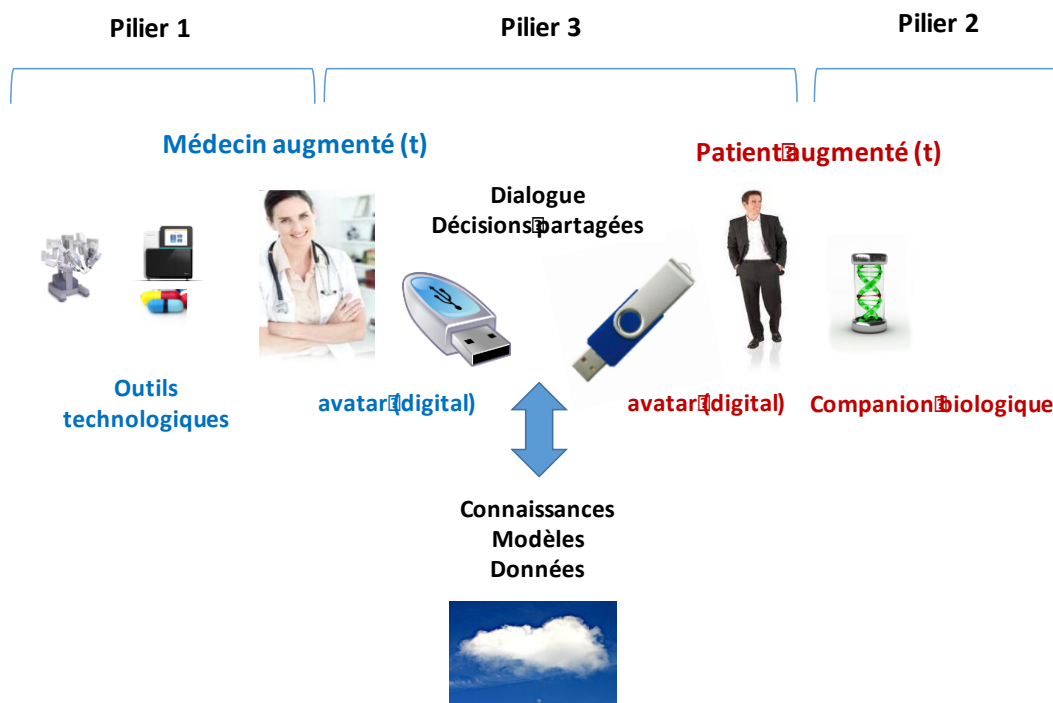 Pilier 1
Pilier 3
Pilier 2
Médecin augmenté (t)
Patient augmenté (t)
Dialogue
Décisions partagées
Outils
technologiques
avatar (digital)
avatar (digital)
Companion biologique
Connaissances
Modèles
Données